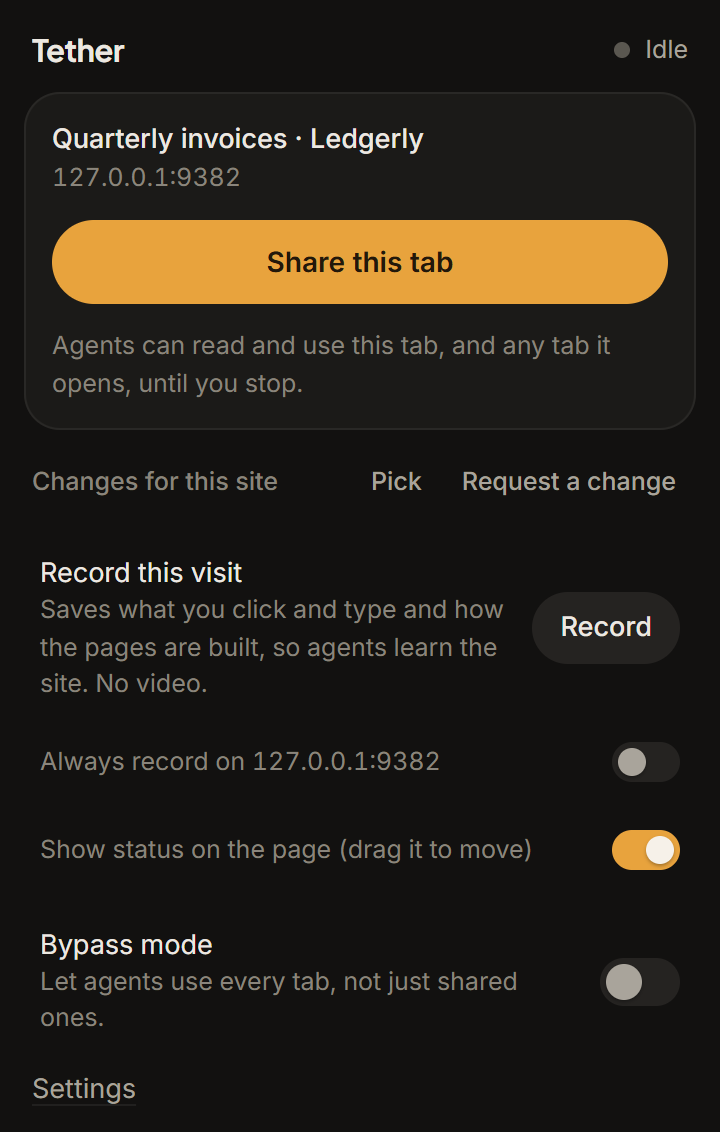 Tether
Idle
Quarterly invoices · Ledgerly
127.0.0.1:9382
Share this tab
Agents can read and use this tab, and any tab it
opens, until you stop.
Changes for this site
Pick
Request a change
Record this visit
Saves what you click and type and how
the pages are built, so agents learn the
site. No video.
Record
Always record on 127.0.0.1:9382
Show status on the page (drag it to move)
Bypass mode
Let agents use every tab, not just shared
ones.
Settings